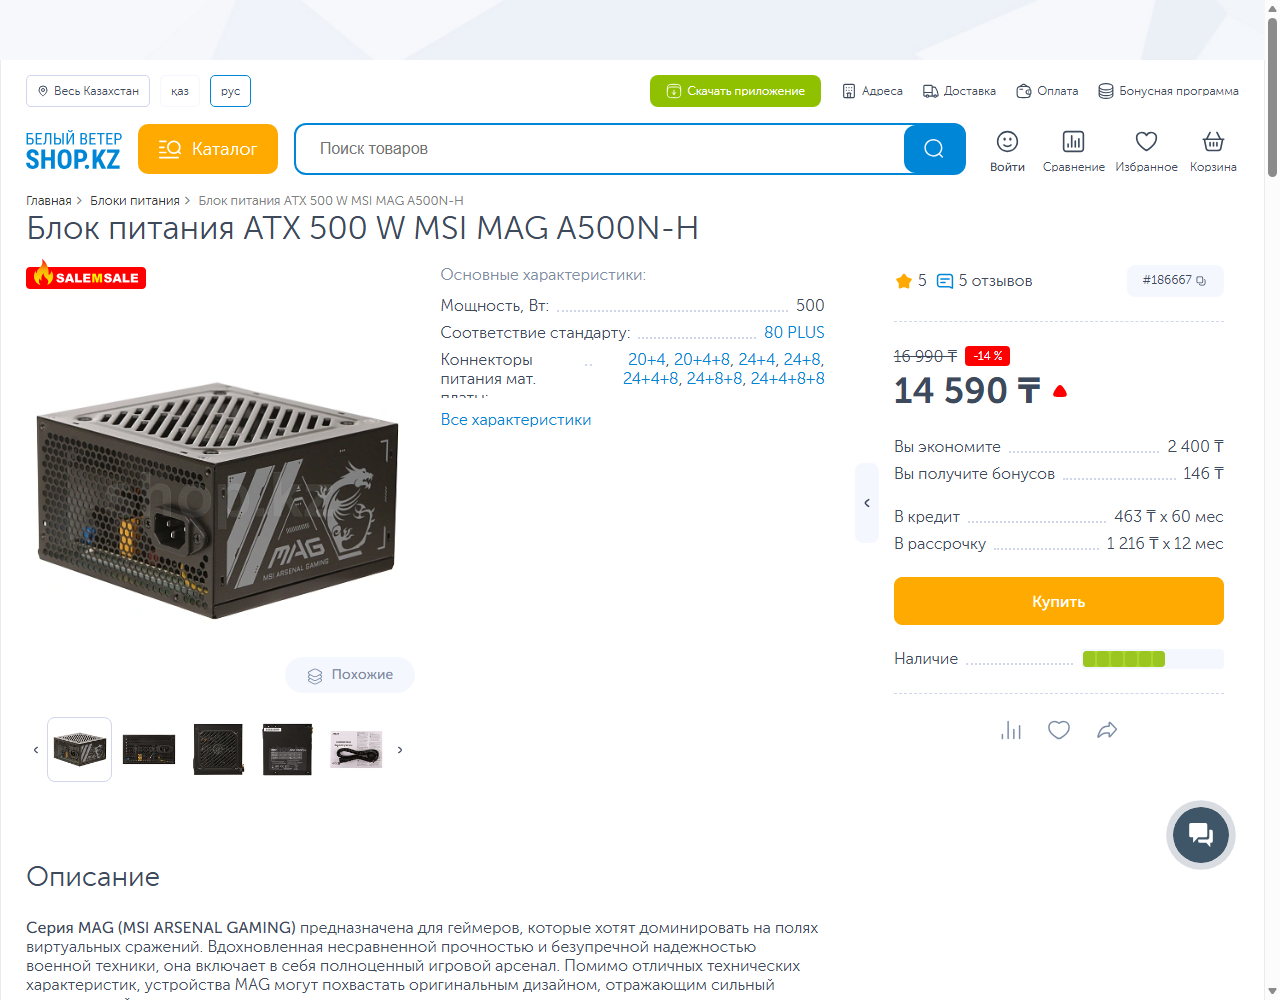 Весь Казахстан
қаз
рус
Скачать приложение
Адреса
Доставка
Оплата
Бонусная программа
БЕЛЫЙ ВЕТЕР
SHOP.KZ
Каталог
Поиск товаров
Войти
Сравнение
Избранное
Корзина
Главная > Блоки питания > Блок питания ATX 500 W MSI MAG A500N-H
Блок питания ATX 500 W MSI MAG A500N-H
SALEMSALE
Основные характеристики:
Мощность, Вт: 500
Соответствие стандарту: 80 PLUS
Коннекторы питания мат. платы:
20+4, 20+4+8, 24+4, 24+8,
24+4+8, 24+8+8, 24+4+8+8
Все характеристики
shop.kz
MAG
MSI ARSENAL GAMING
Похожие
5
5 отзывов
#186667
16 990 ₸
-14 %
14 590 ₸
Вы экономите 2 400 ₸
Вы получите бонусов 146 ₸
В кредит 463 ₸ x 60 мес
В рассрочку 1 216 ₸ x 12 мес
Купить
Наличие
Описание
Серия MAG (MSI ARSENAL GAMING) предназначена для геймеров, которые хотят доминировать на полях
виртуальных сражений. Вдохновленная несравненной прочностью и безупречной надежностью
военной техники, она включает в себя полноценный игровой арсенал. Помимо отличных технических
характеристик, устройства MAG могут похвастать оригинальным дизайном, отражающим сильный